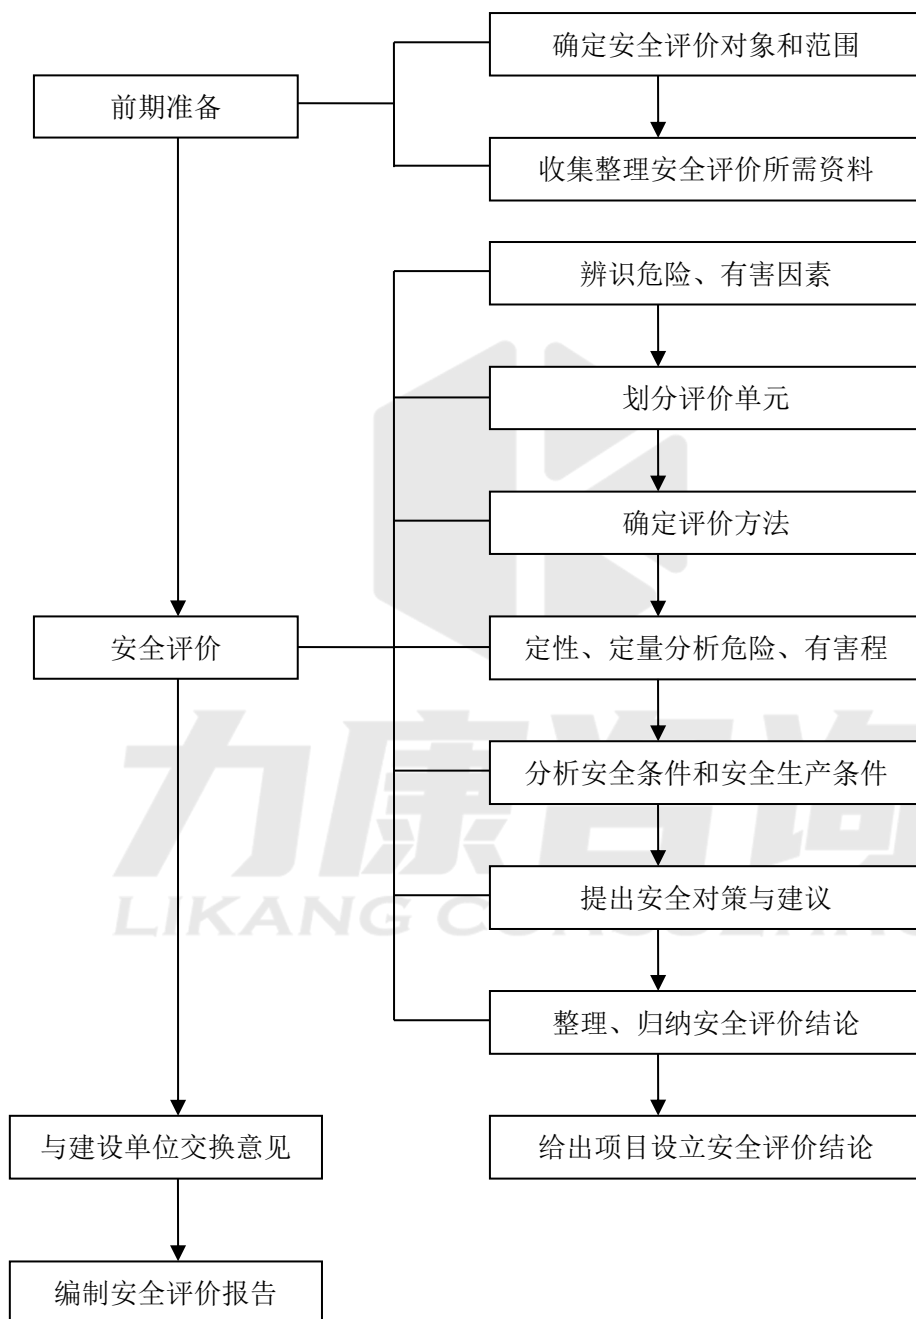 确定安全评价对象和范围
前期准备
收集整理安全评价所需资料
辨识危险、有害因素
划分评价单元
确定评价方法
安全评价
定性、定量分析危险、有害程
分析安全条件和安全生产条件
力康咨询
提出安全对策与建议
LIKANG CONSULTING
整理、归纳安全评价结论
与建设单位交换意见
给出项目设立安全评价结论
编制安全评价报告